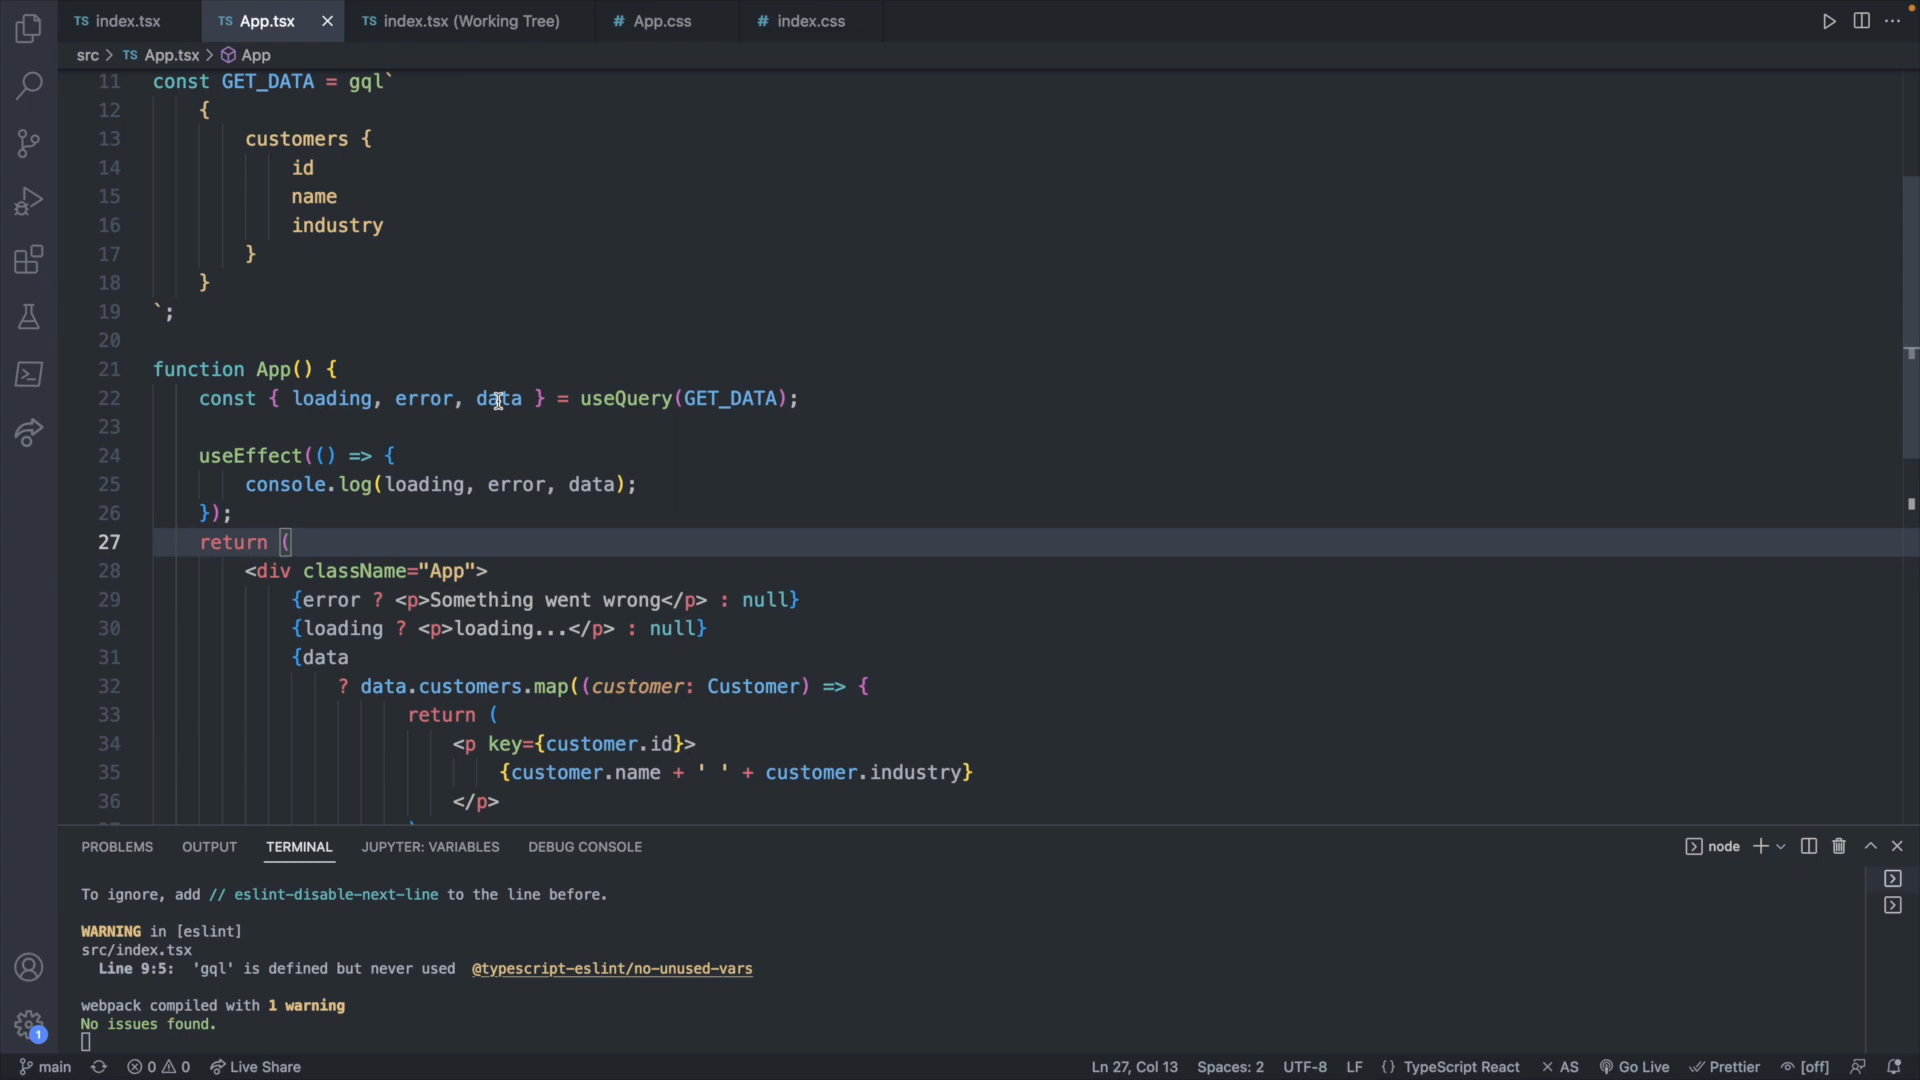 TS index.tsx TS App.tsx TS index.tsx (Working Tree) # App.css # index.css
src TS App.tsx App
11 const GET_DATA = gql`
12 {
13 customers {
14 id
15 name
16 industry
17 }
18 }
19 `;
20
21 function App() {
22 const { loading, error, data } = useQuery(GET_DATA);
23
24 useEffect(() => {
25 console.log(loading, error, data);
26 });
27 return (
28 <div className="App">
29 {error ? <p>Something went wrong</p> : null}
30 {loading ? <p>loading...</p> : null}
31 {data
32 ? data.customers.map((customer: Customer) => {
33 return (
34 <p key={customer.id}>
35 {customer.name + ' ' + customer.industry}
36 </p>
PROBLEMS OUTPUT TERMINAL JUPYTER: VARIABLES DEBUG CONSOLE node
To ignore, add // eslint-disable-next-line to the line before.
WARNING in [eslint]
src/index.tsx
Line 9:5: 'gql' is defined but never used @typescript-eslint/no-unused-vars
webpack compiled with 1 warning
No issues found.
1
main 0 0 Live Share Ln 27, Col 13 Spaces: 2 UTF-8 LF {} TypeScript React AS Go Live Prettier [off]